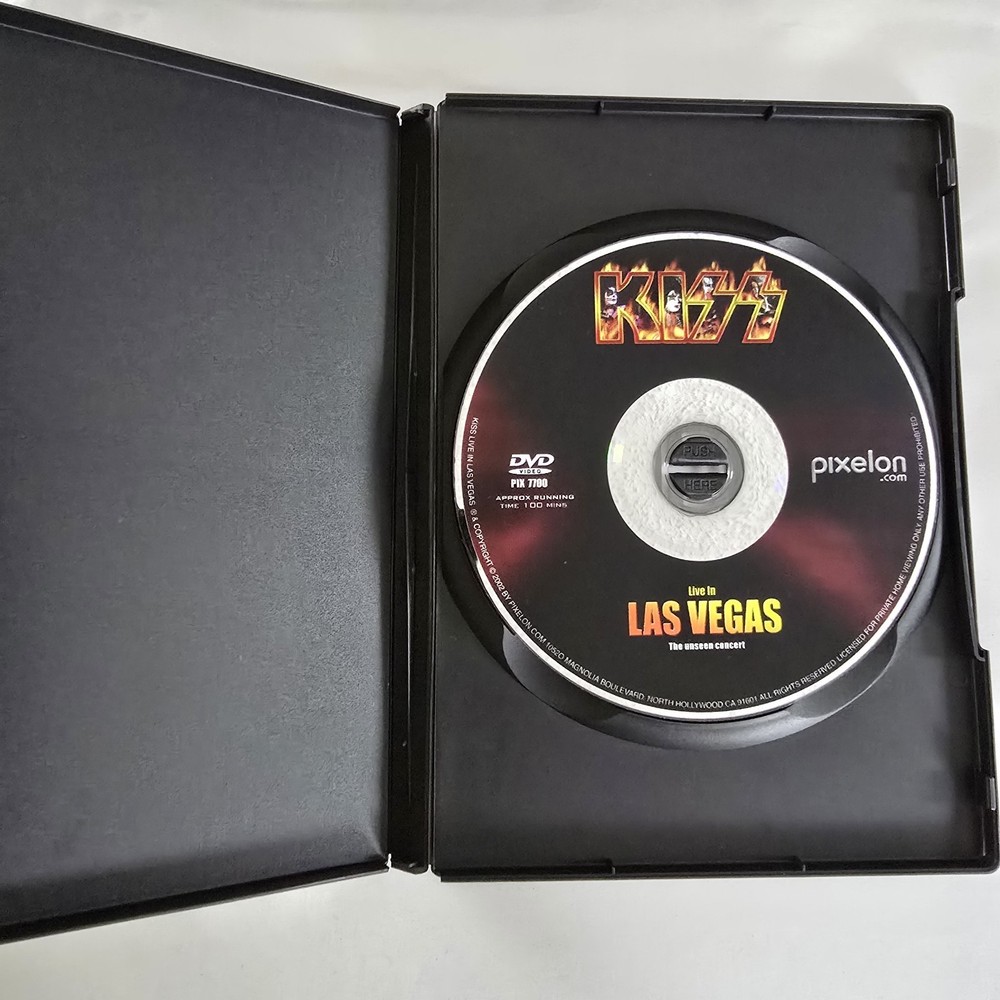 KISS
DVD
VIDEO
PIX 7700
APPROX RUNNING
TIME 100 MINS
PUSH
HERE
pixelon
.com
Live In
LAS VEGAS
The unseen concert
KISS LIVE IN LAS VEGAS ® & COPYRIGHT © 2002 BY PIXELON.COM 10520 MAGNOLIA BOULEVARD, NORTH HOLLYWOOD CA 91601 ALL RIGHTS RESERVED. LICENSED FOR PRIVATE HOME VIEWING ONLY. ANY OTHER USE PROHIBITED.